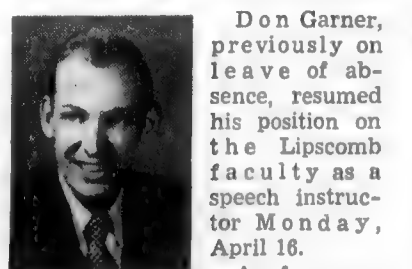 Don Garner,
previously on
leave of ab-
sence, resumed
his position on
the Lipscomb
faculty as a
speech instruc-
tor Monday,
April 16.